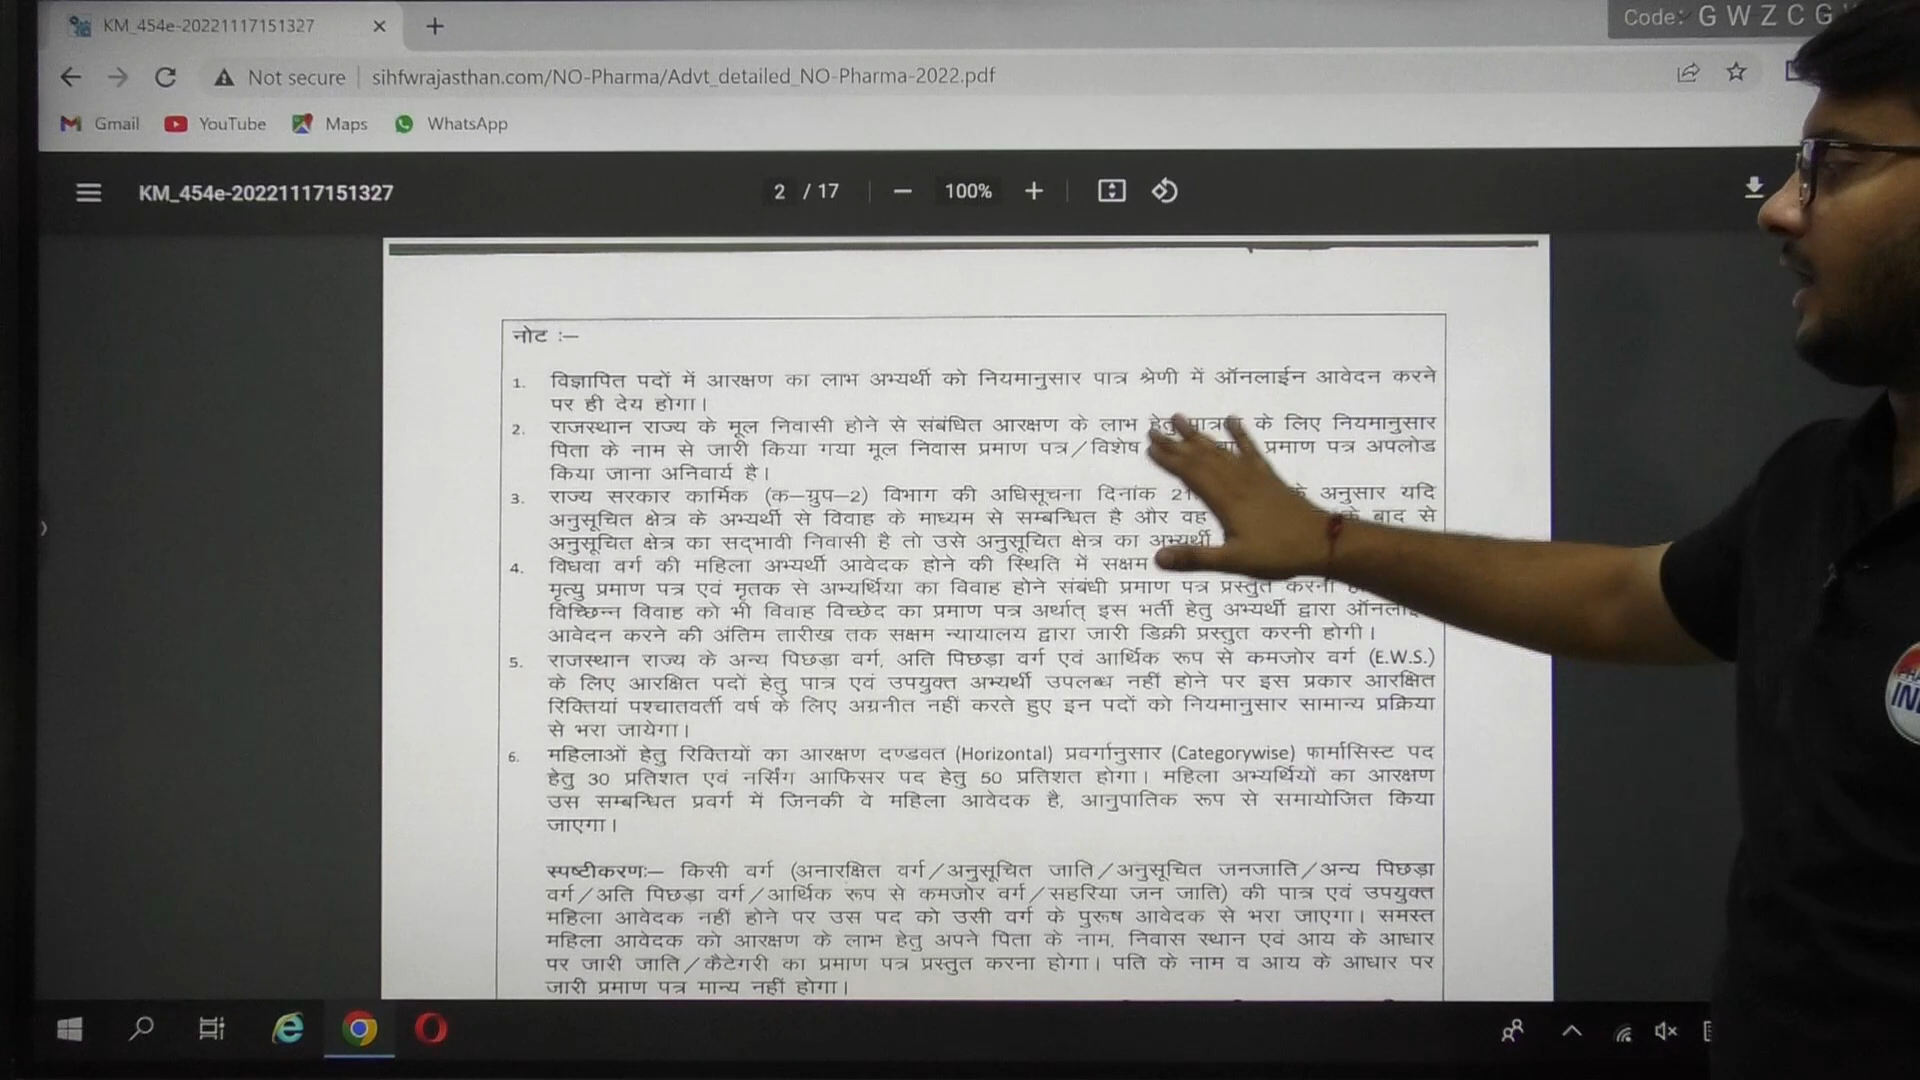 KM_454e-20221117151327
Code: G W Z C G
Not secure
sihfwrajasthan.com/NO-Pharma/Advt_detailed_NO-Pharma-2022.pdf
Gmail YouTube Maps WhatsApp
KM_454e-20221117151327 2 / 17 100%
नोट :—
1. विज्ञापित पदों में आरक्षण का लाभ अभ्यर्थी को नियमानुसार पात्र श्रेणी में ऑनलाईन आवेदन करने
पर ही देय होगा।
2. राजस्थान राज्य के मूल निवासी होने से संबंधित आरक्षण के लाभ हेतु पात्रता के लिए नियमानुसार
पिता के नाम से जारी किया गया मूल निवास प्रमाण पत्र/विशेष प्रमाण पत्र अपलोड
किया जाना अनिवार्य है।
3. राज्य सरकार कार्मिक (क—ग्रुप—2) विभाग की अधिसूचना दिनांक के अनुसार यदि
अनुसूचित क्षेत्र के अभ्यर्थी से विवाह के माध्यम से सम्बन्धित है और वह के बाद से
अनुसूचित क्षेत्र का सद्भावी निवासी है तो उसे अनुसूचित क्षेत्र का अभ्यर्थी
4. विधवा वर्ग की महिला अभ्यर्थी आवेदक होने की स्थिति में सक्षम
मृत्यु प्रमाण पत्र एवं मृतक से अभ्यर्थिया का विवाह होने संबंधी प्रमाण पत्र प्रस्तुत करना
विच्छिन्न विवाह को भी विवाह विच्छेद का प्रमाण पत्र अर्थात् इस भर्ती हेतु अभ्यर्थी द्वारा ऑनलाईन
आवेदन करने की अंतिम तारीख तक सक्षम न्यायालय द्वारा जारी डिक्री प्रस्तुत करनी होगी।
5. राजस्थान राज्य के अन्य पिछड़ा वर्ग, अति पिछड़ा वर्ग एवं आर्थिक रूप से कमजोर वर्ग (E.W.S.)
के लिए आरक्षित पदों हेतु पात्र एवं उपयुक्त अभ्यर्थी उपलब्ध नहीं होने पर इस प्रकार आरक्षित
रिक्तियां पश्चातवर्ती वर्ष के लिए अग्रनीत नहीं करते हुए इन पदों को नियमानुसार सामान्य प्रक्रिया
से भरा जायेगा।
6. महिलाओं हेतु रिक्तियों का आरक्षण दण्डवत (Horizontal) प्रवर्गानुसार (Categorywise) फार्मासिस्ट पद
हेतु 30 प्रतिशत एवं नर्सिंग आफिसर पद हेतु 50 प्रतिशत होगा। महिला अभ्यर्थियों का आरक्षण
उस सम्बन्धित प्रवर्ग में जिनकी वे महिला आवेदक है, आनुपातिक रूप से समायोजित किया
जाएगा।
स्पष्टीकरणः— किसी वर्ग (अनारक्षित वर्ग/अनुसूचित जाति/अनुसूचित जनजाति/अन्य पिछड़ा
वर्ग/अति पिछड़ा वर्ग/आर्थिक रूप से कमजोर वर्ग/सहरिया जन जाति) की पात्र एवं उपयुक्त
महिला आवेदक नहीं होने पर उस पद को उसी वर्ग के पुरूष आवेदक से भरा जाएगा। समस्त
महिला आवेदक को आरक्षण के लाभ हेतु अपने पिता के नाम, निवास स्थान एवं आय के आधार
पर जारी जाति/कैटेगरी का प्रमाण पत्र प्रस्तुत करना होगा। पति के नाम व आय के आधार पर
जारी प्रमाण पत्र मान्य नहीं होगा।